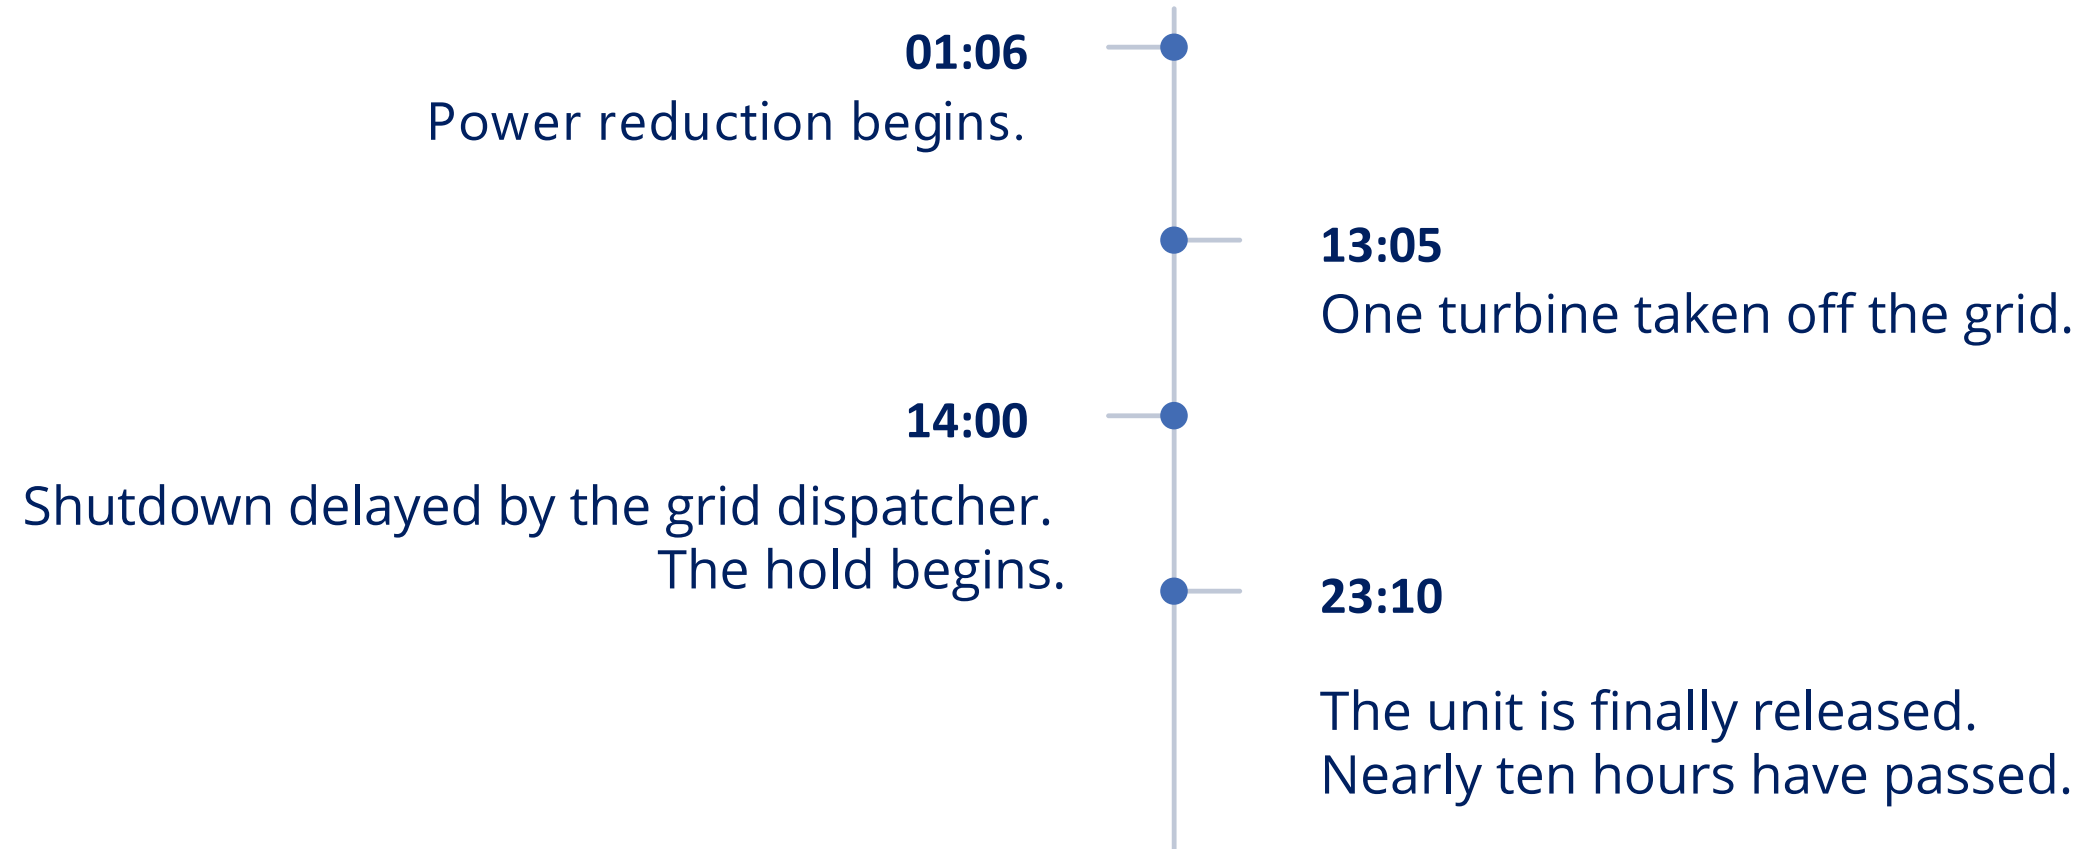 01:06
Power reduction begins.
13:05
One turbine taken off the grid.
14:00
Shutdown delayed by the grid dispatcher.
The hold begins.
23:10
The unit is finally released.
Nearly ten hours have passed.